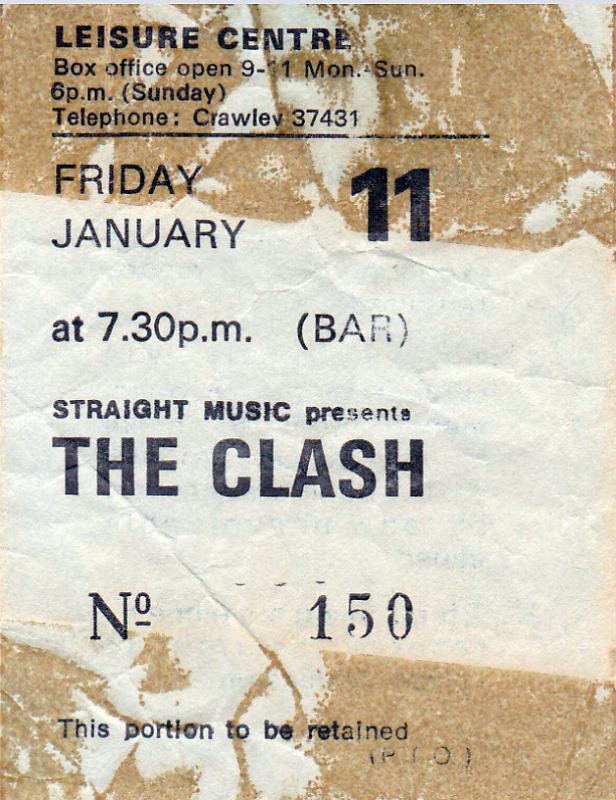 LEISURE CENTRE
Box office open 9-11 Mon.-Sun.
6p.m. (Sunday)
Telephone: Crawley 37431
FRIDAY 11
JANUARY
at 7.30p.m. (BAR)
STRAIGHT MUSIC presents
THE CLASH
Nº 150
This portion to be retained
(P.T.O.)